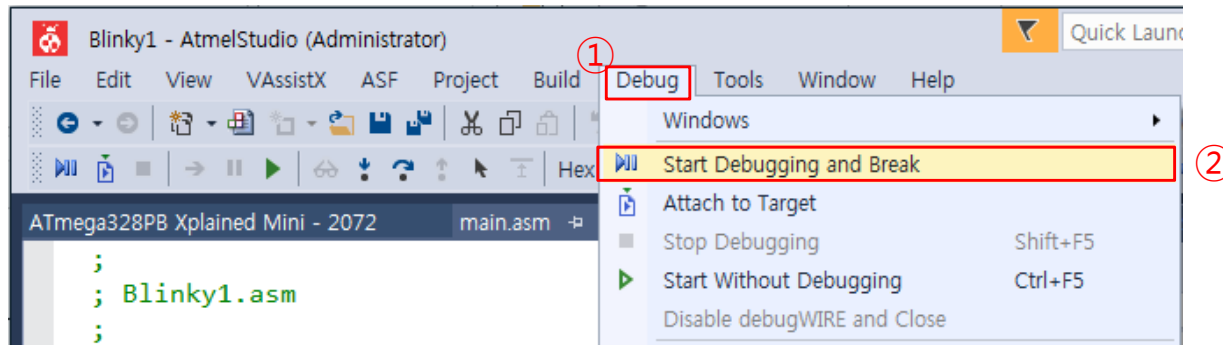 Blinky1 - AtmelStudio (Administrator)
Quick Laun
①
File Edit View VAssistX ASF Project Build Debug Tools Window Help
Windows
Hex
Start Debugging and Break
②
Attach to Target
ATmega328PB Xplained Mini - 2072 main.asm
Stop Debugging Shift+F5
;
Start Without Debugging Ctrl+F5
; Blinky1.asm
Disable debugWIRE and Close
;